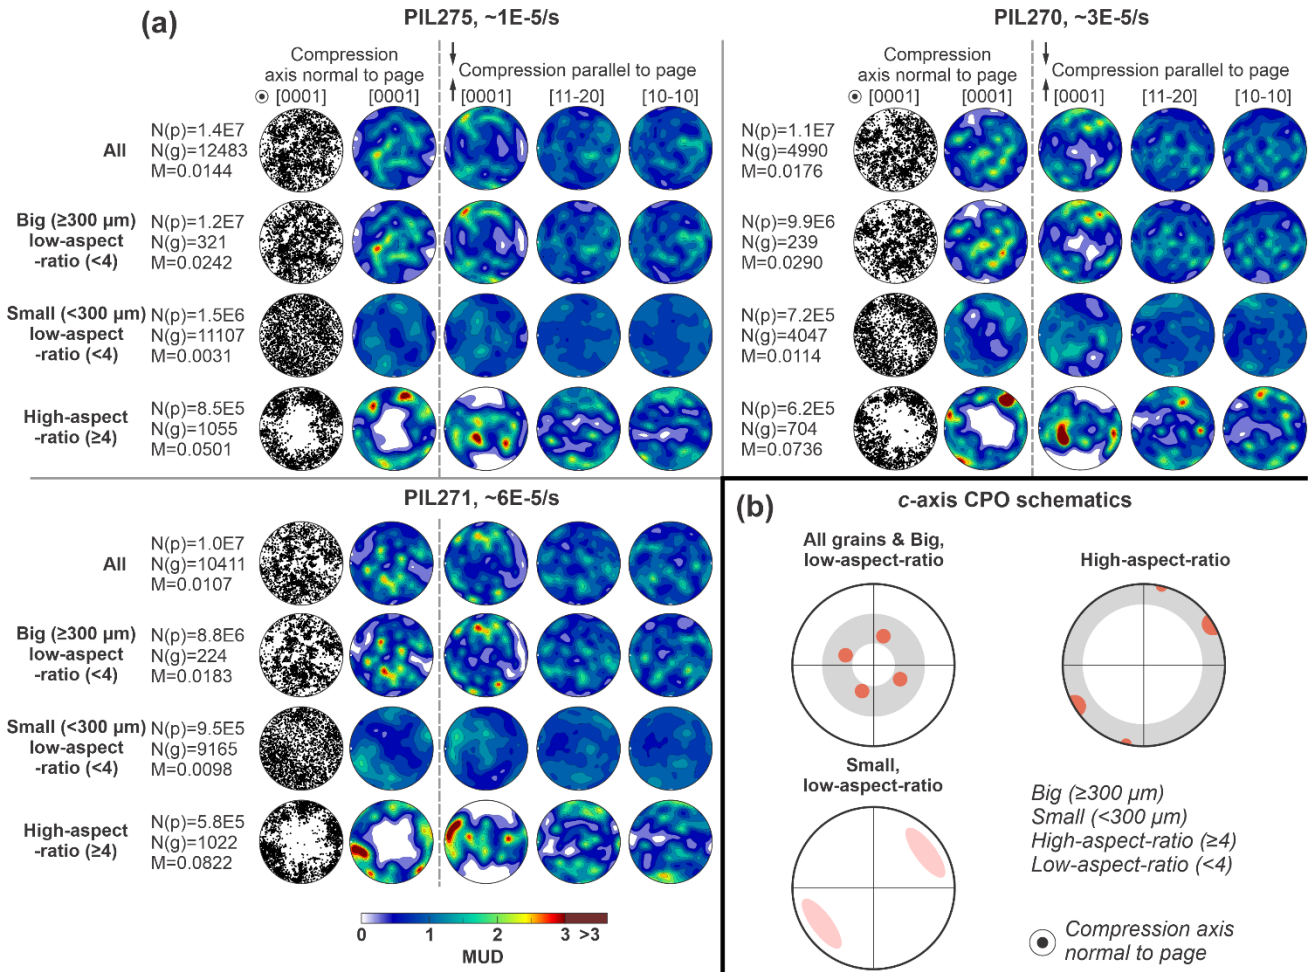 (a)
PIL275, ~1E-5/s
Compression
axis normal to page
[0001]
[0001]
Compression parallel to page
[0001]
[11-20]
[10-10]
All
N(p)=1.4E7
N(g)=12483
M=0.0144
Big (≥300 µm)
low-aspect
-ratio (<4)
N(p)=1.2E7
N(g)=321
M=0.0242
Small (<300 µm)
low-aspect
-ratio (<4)
N(p)=1.5E6
N(g)=11107
M=0.0031
High-aspect
-ratio (≥4)
N(p)=8.5E5
N(g)=1055
M=0.0501
PIL270, ~3E-5/s
Compression
axis normal to page
[0001]
[0001]
Compression parallel to page
[0001]
[11-20]
[10-10]
N(p)=1.1E7
N(g)=4990
M=0.0176
N(p)=9.9E6
N(g)=239
M=0.0290
N(p)=7.2E5
N(g)=4047
M=0.0114
N(p)=6.2E5
N(g)=704
M=0.0736
PIL271, ~6E-5/s
All
N(p)=1.0E7
N(g)=10411
M=0.0107
Big (≥300 µm)
low-aspect
-ratio (<4)
N(p)=8.8E6
N(g)=224
M=0.0183
Small (<300 µm)
low-aspect
-ratio (<4)
N(p)=9.5E5
N(g)=9165
M=0.0098
High-aspect
-ratio (≥4)
N(p)=5.8E5
N(g)=1022
M=0.0822
0 1 2 3 >3
MUD
(b)
c-axis CPO schematics
All grains & Big,
low-aspect-ratio
High-aspect-ratio
Small,
low-aspect-ratio
Big (≥300 µm)
Small (<300 µm)
High-aspect-ratio (≥4)
Low-aspect-ratio (<4)
Compression axis
normal to page